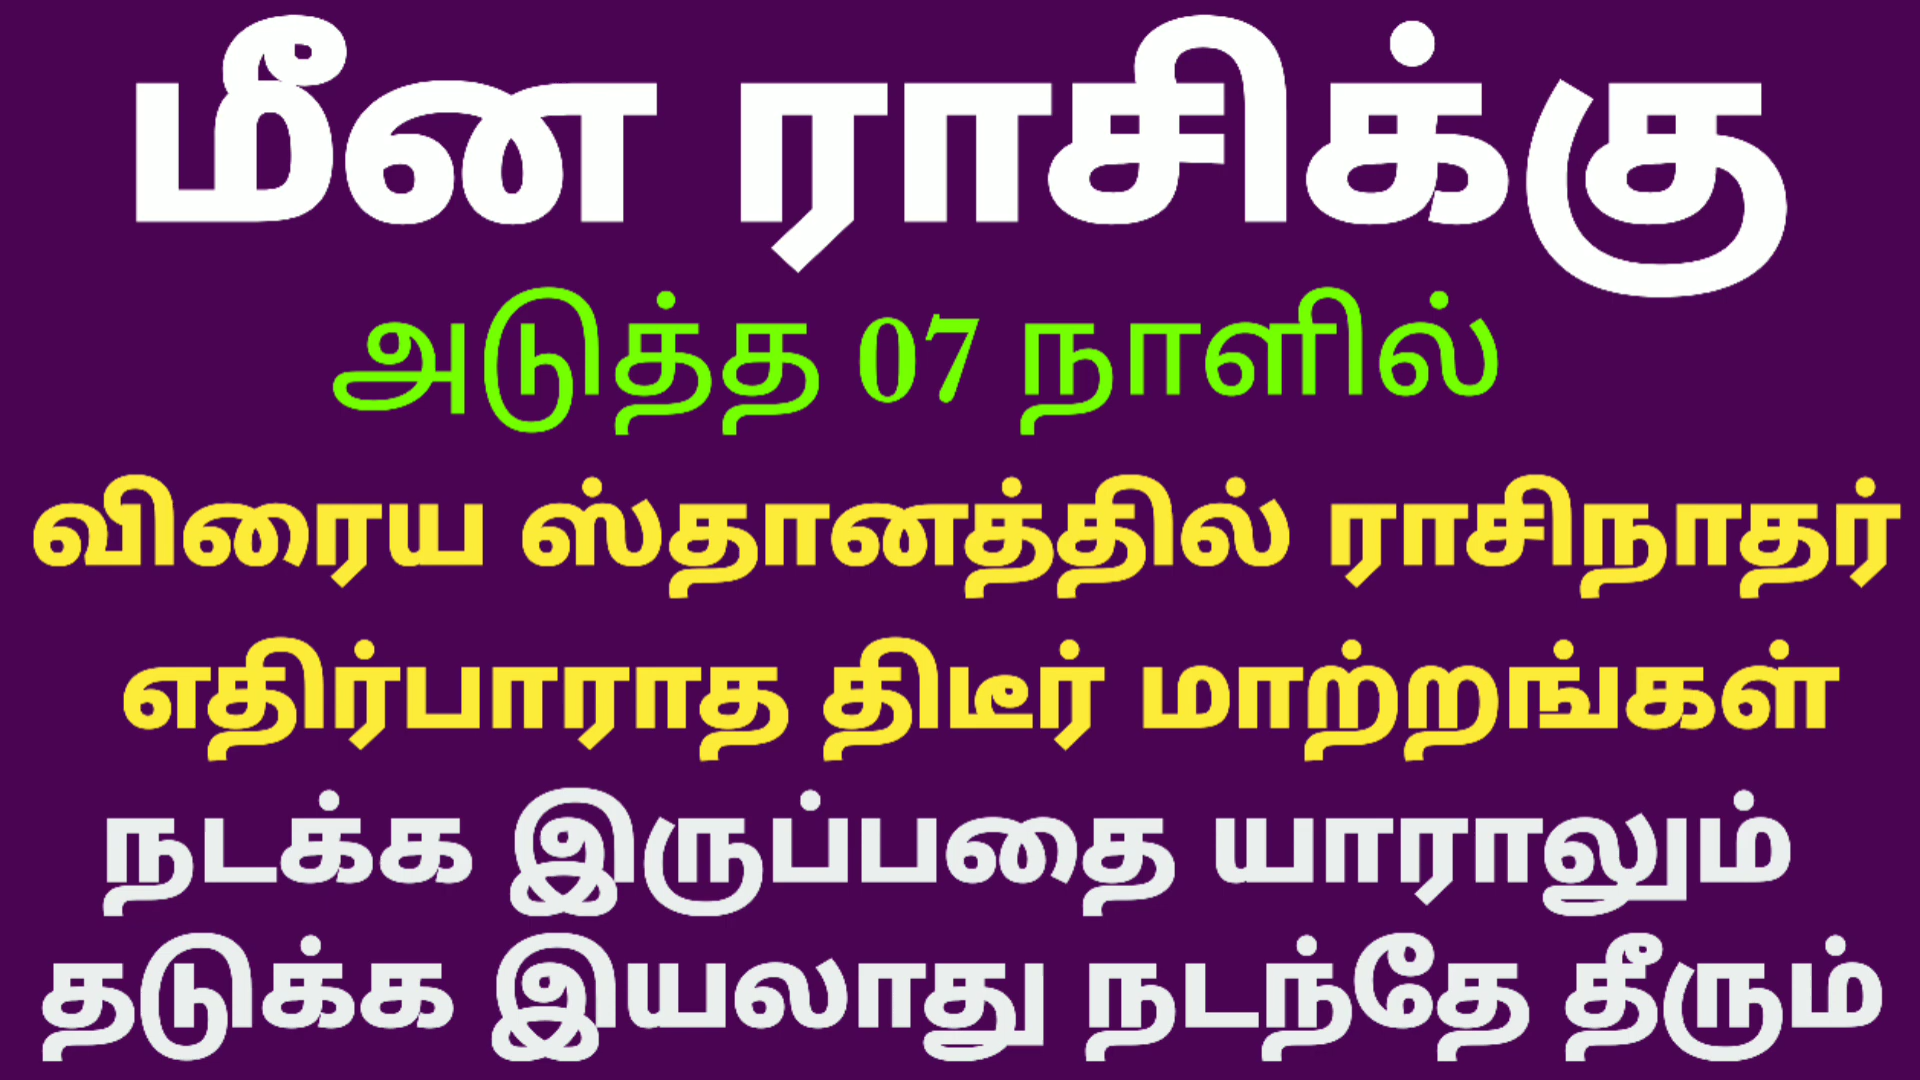 மீன ராசிக்கு
அடுத்த 07 நாளில்
விரைய ஸ்தானத்தில் ராசிநாதர்
எதிர்பாராத திடீர் மாற்றங்கள்
நடக்க இருப்பதை யாராலும்
தடுக்க இயலாது நடந்தே தீரும்